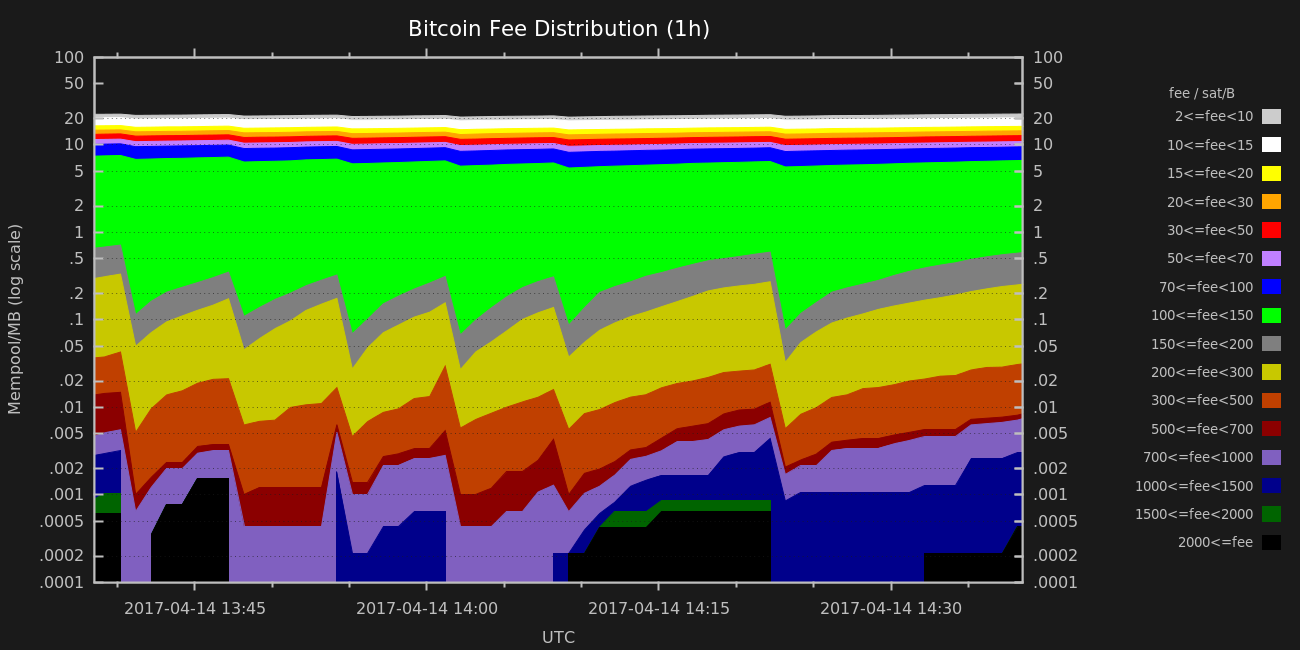 Bitcoin Fee Distribution (1h)
Mempool/MB (log scale)
100
50
20
10
5
2
1
.5
.2
.1
.05
.02
.01
.005
.002
.001
.0005
.0002
.0001
100
50
20
10
5
2
1
.5
.2
.1
.05
.02
.01
.005
.002
.001
.0005
.0002
.0001
2017-04-14 13:45
2017-04-14 14:00
2017-04-14 14:15
2017-04-14 14:30
UTC
fee / sat/B
2<=fee<10
10<=fee<15
15<=fee<20
20<=fee<30
30<=fee<50
50<=fee<70
70<=fee<100
100<=fee<150
150<=fee<200
200<=fee<300
300<=fee<500
500<=fee<700
700<=fee<1000
1000<=fee<1500
1500<=fee<2000
2000<=fee